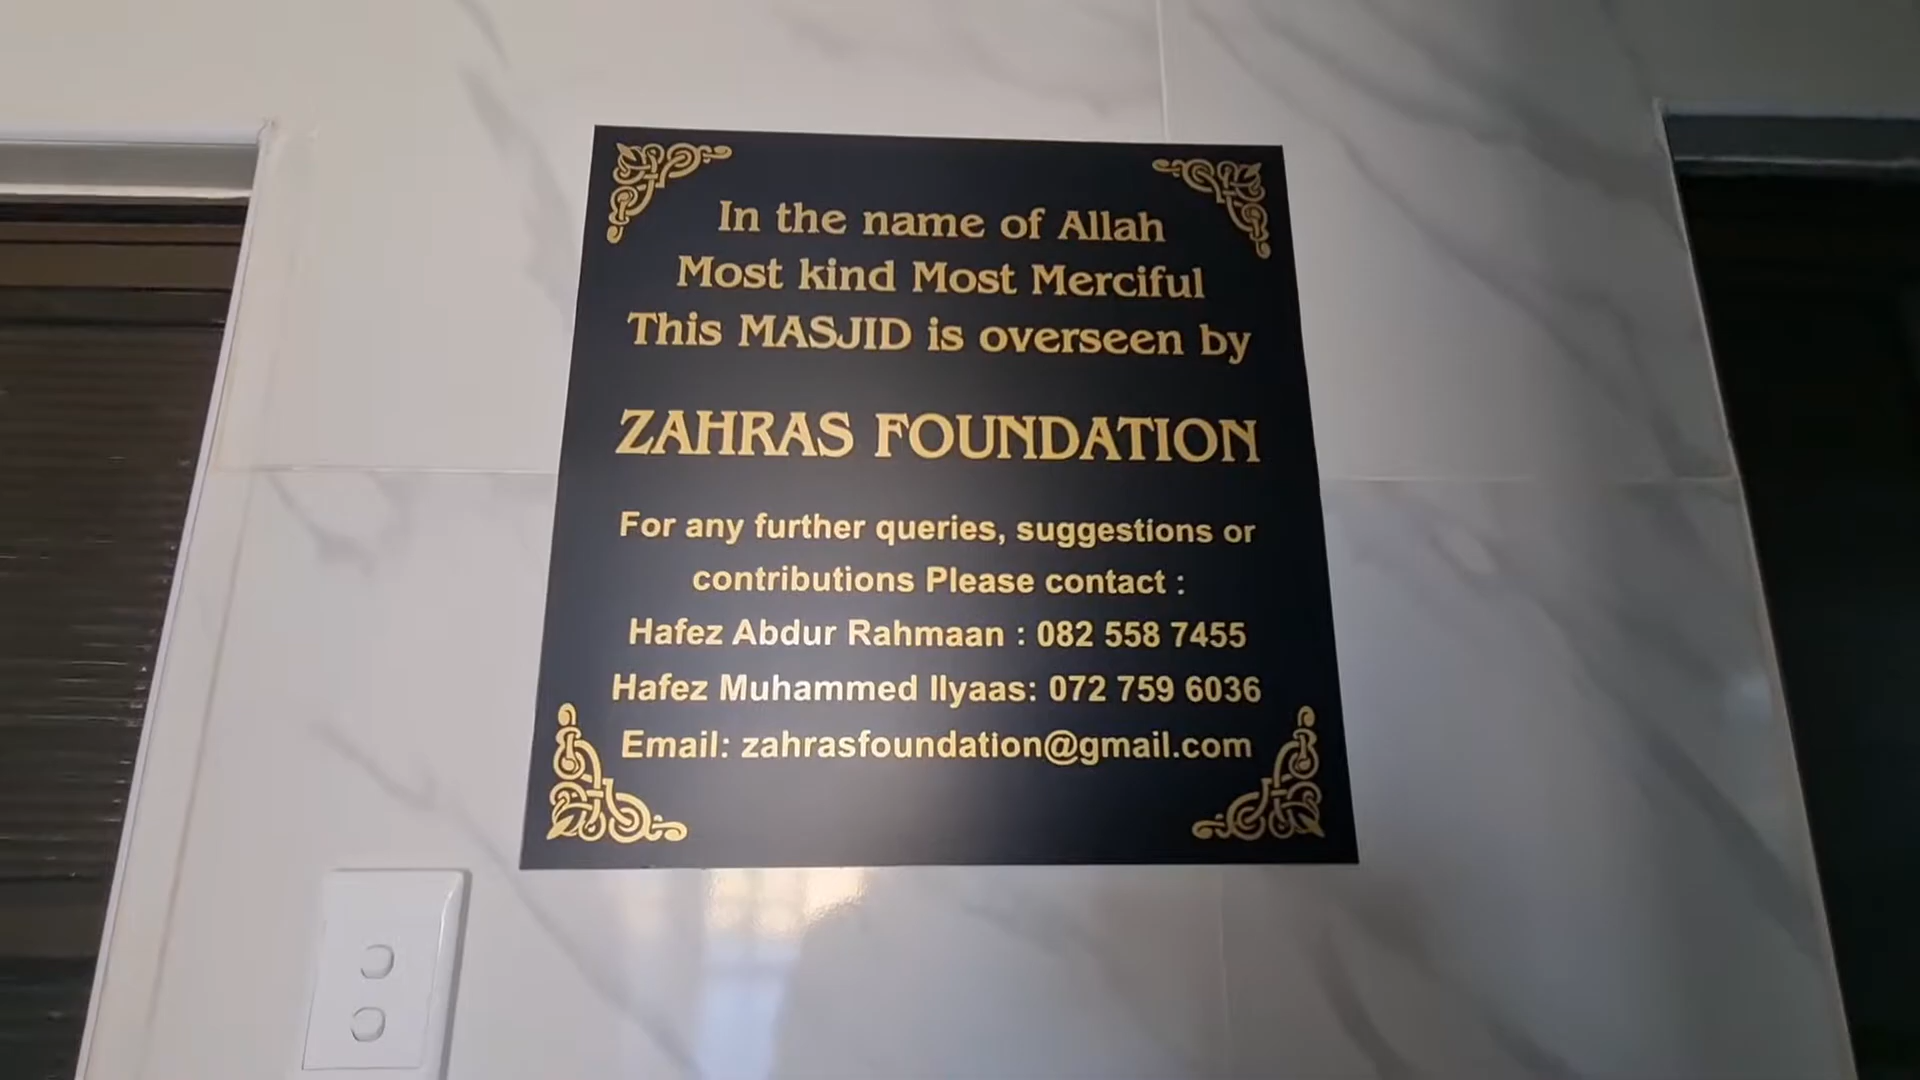 In the name of Allah
Most kind Most Merciful
This MASJID is overseen by
ZAHRAS FOUNDATION
For any further queries, suggestions or
contributions Please contact :
Hafez Abdur Rahmaan : 082 558 7455
Hafez Muhammed Ilyaas: 072 759 6036
Email: zahrasfoundation@gmail.com